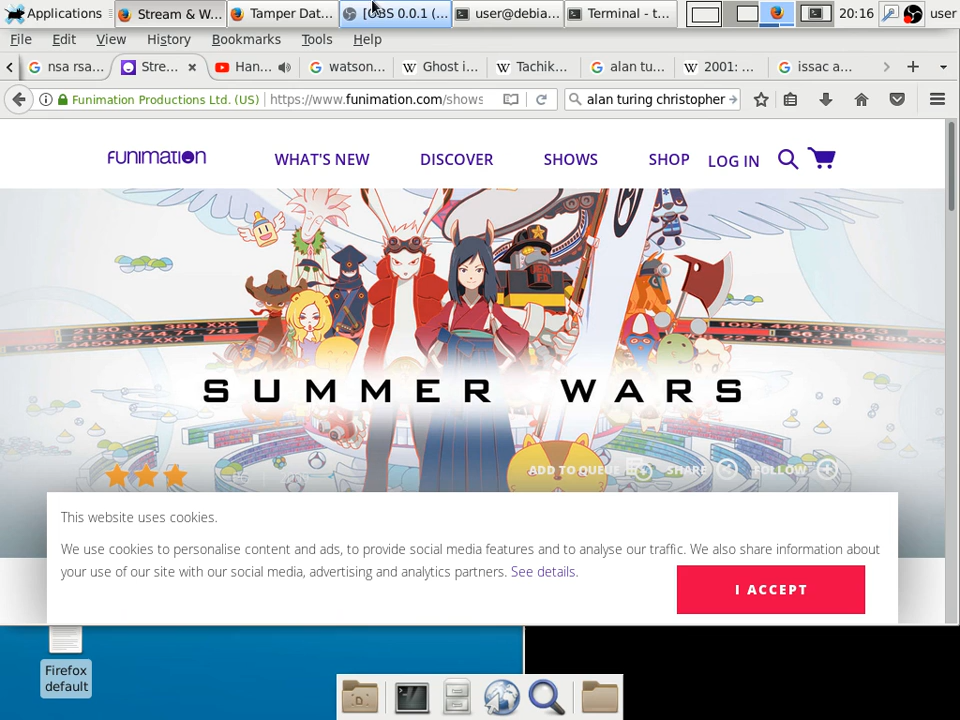 Applications
Stream & W...
Tamper Dat...
[OBS 0.0.1 (...
user@debia...
Terminal - t...
20:16
user
File Edit View History Bookmarks Tools Help
nsa rsa...
Stre...
Han...
watson...
Ghost i...
Tachik...
alan tu...
2001: ...
issac a...
Funimation Productions Ltd. (US)
https://www.funimation.com/shows
alan turing christopher
FUNIMATION
WHAT'S NEW
DISCOVER
SHOWS
SHOP
LOG IN
SUMMER WARS
ADD TO QUEUE
SHARE
FOLLOW
This website uses cookies.
We use cookies to personalise content and ads, to provide social media features and to analyse our traffic. We also share information about
your use of our site with our social media, advertising and analytics partners. See details.
I ACCEPT
Firefox
default